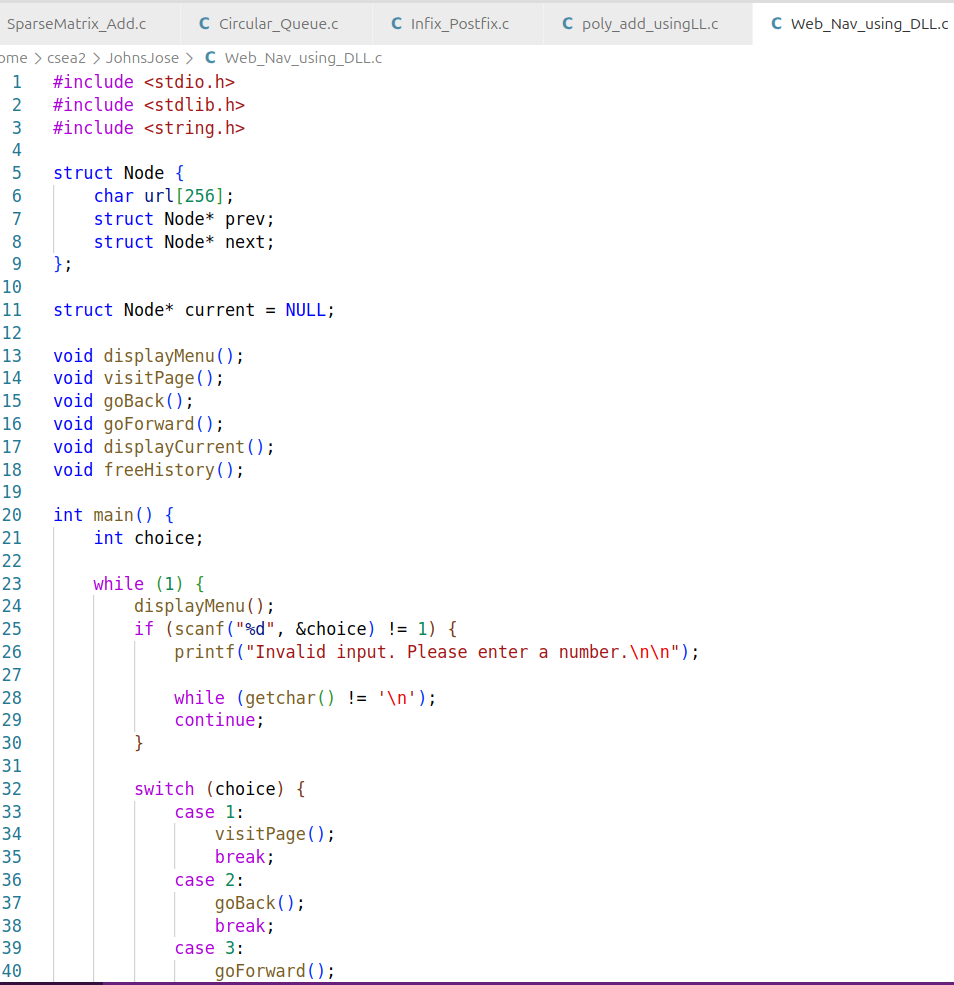 SparseMatrix_Add.c C Circular_Queue.c C Infix_Postfix.c C poly_add_usingLL.c C Web_Nav_using_DLL.c
ome > csea2 > JohnsJose > C Web_Nav_using_DLL.c
1 #include <stdio.h>
2 #include <stdlib.h>
3 #include <string.h>
4
5 struct Node {
6     char url[256];
7     struct Node* prev;
8     struct Node* next;
9 };
10
11 struct Node* current = NULL;
12
13 void displayMenu();
14 void visitPage();
15 void goBack();
16 void goForward();
17 void displayCurrent();
18 void freeHistory();
19
20 int main() {
21     int choice;
22
23     while (1) {
24         displayMenu();
25         if (scanf("%d", &choice) != 1) {
26             printf("Invalid input. Please enter a number.\n\n");
27
28             while (getchar() != '\n');
29             continue;
30         }
31
32         switch (choice) {
33             case 1:
34                 visitPage();
35                 break;
36             case 2:
37                 goBack();
38                 break;
39             case 3:
40                 goForward();